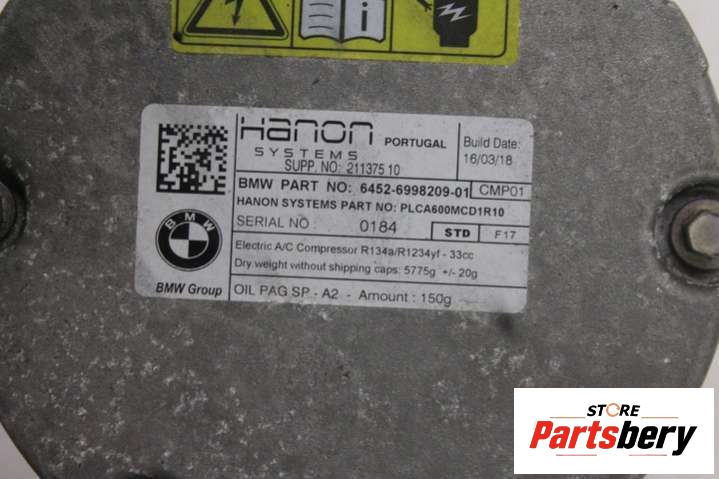 Hanon
SYSTEMS
PORTUGAL
SUPP. NO: 211375 10
Build Date:
16/03/18
BMW PART NO: 6452-6998209-01 CMP01
HANON SYSTEMS PART NO: PLCA600MCD1R10
SERIAL NO 0184 STD F17
BMW
BMW Group
Electric A/C Compressor R134a/R1234yf - 33cc
Dry weight without shipping caps: 5775g +/- 20g
OIL PAG SP - A2 - Amount : 150g
STORE
Partsbery